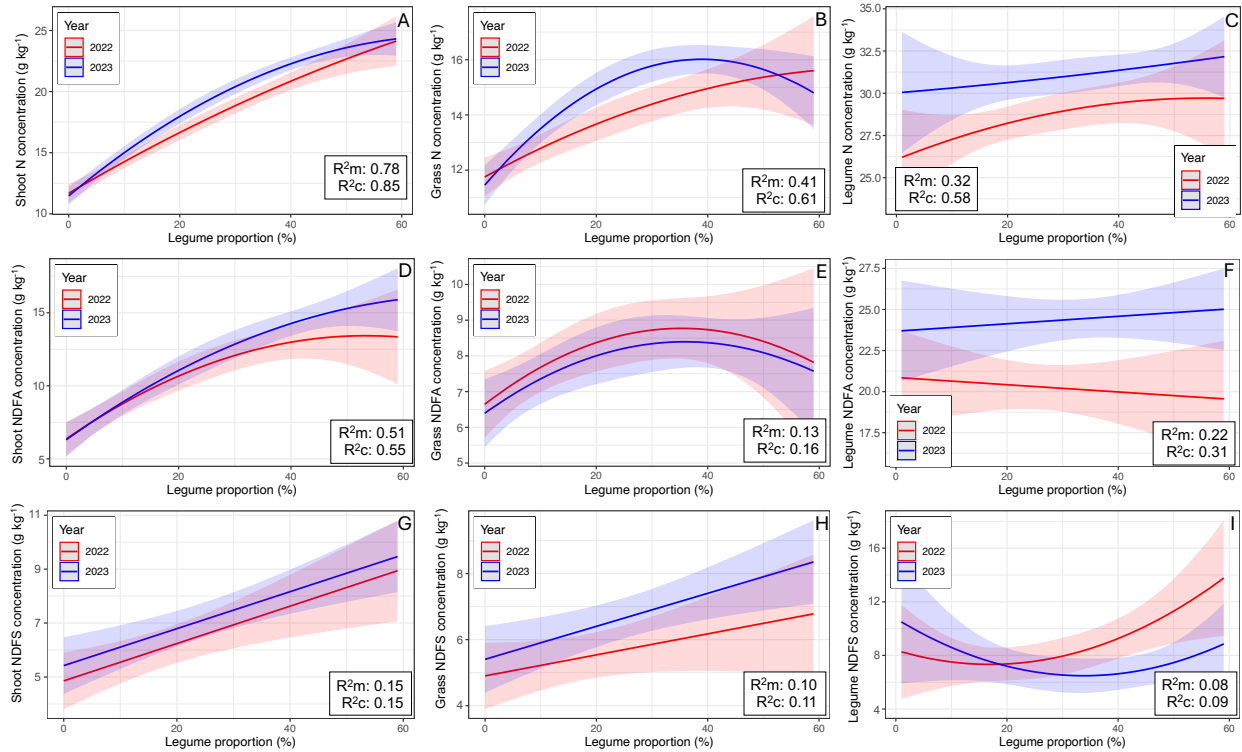 A
Year
2022
2023
Shoot N concentration (g kg⁻¹)
25
20
15
10
R²m: 0.78
R²c: 0.85
0
20
40
60
Legume proportion (%)
B
Year
2022
2023
Grass N concentration (g kg⁻¹)
16
14
12
R²m: 0.41
R²c: 0.61
0
20
40
60
Legume proportion (%)
C
Legume N concentration (g kg⁻¹)
35.0
32.5
30.0
27.5
25.0
R²m: 0.32
R²c: 0.58
Year
2022
2023
0
20
40
60
Legume proportion (%)
D
Year
2022
2023
Shoot NDFA concentration (g kg⁻¹)
15
10
5
R²m: 0.51
R²c: 0.55
0
20
40
60
Legume proportion (%)
E
Year
2022
2023
Grass NDFA concentration (g kg⁻¹)
10
9
8
7
6
5
R²m: 0.13
R²c: 0.16
0
20
40
60
Legume proportion (%)
F
Legume NDFA concentration (g kg⁻¹)
27.5
25.0
22.5
20.0
17.5
Year
2022
2023
R²m: 0.22
R²c: 0.31
0
20
40
60
Legume proportion (%)
G
Year
2022
2023
Shoot NDFS concentration (g kg⁻¹)
11
9
7
5
R²m: 0.15
R²c: 0.15
0
20
40
60
Legume proportion (%)
H
Year
2022
2023
Grass NDFS concentration (g kg⁻¹)
8
6
4
R²m: 0.10
R²c: 0.11
0
20
40
60
Legume proportion (%)
I
Year
2022
2023
Legume NDFS concentration (g kg⁻¹)
16
12
8
4
R²m: 0.08
R²c: 0.09
0
20
40
60
Legume proportion (%)